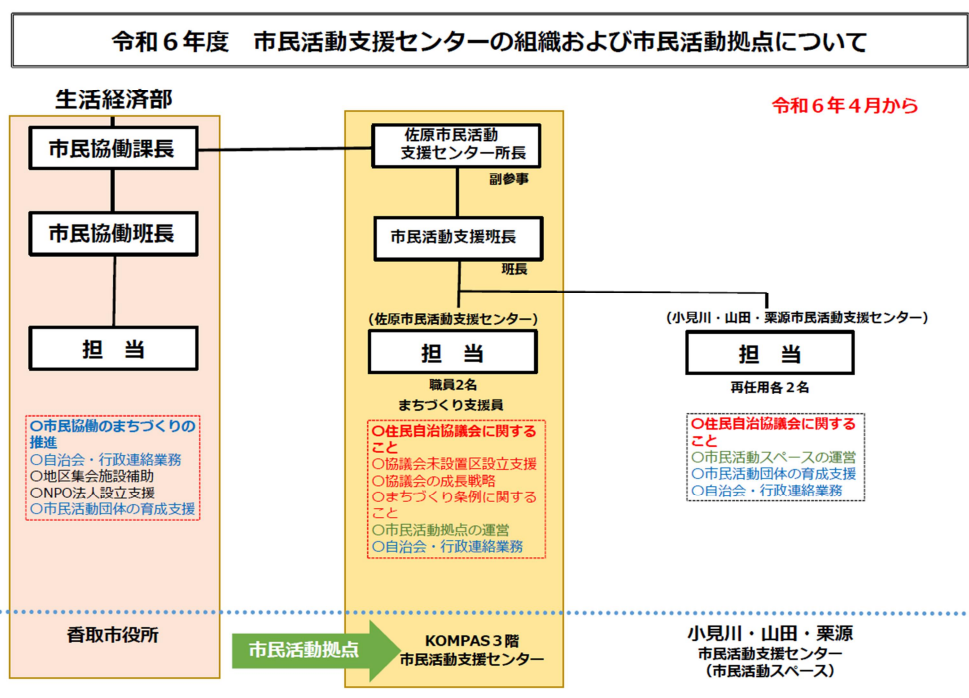 令和６年度　市民活動支援センターの組織および市民活動拠点について
令和６年４月から
生活経済部
市民協働課長
市民協働班長
担　当
〇市民協働のまちづくりの
推進
〇自治会・行政連絡業務
〇地区集会施設補助
〇NPO法人設立支援
〇市民活動団体の育成支援
香取市役所
市民活動拠点
佐原市民活動
支援センター所長
副参事
市民活動支援班長
班長
（佐原市民活動支援センター）
担　当
職員2名
まちづくり支援員
〇住民自治協議会に関する
こと
〇協議会未設置区設立支援
〇協議会の成長戦略
〇まちづくり条例に関する
こと
〇市民活動拠点の運営
〇自治会・行政連絡業務
KOMPAS３階
市民活動支援センター
（小見川・山田・栗源市民活動支援センター）
担　当
再任用各２名
〇住民自治協議会に関する
こと
〇市民活動スペースの運営
〇市民活動団体の育成支援
〇自治会・行政連絡業務
小見川・山田・栗源
市民活動支援センター
（市民活動スペース）